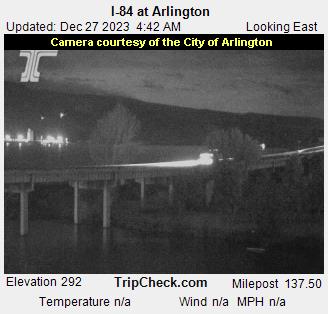 I-84 at Arlington
Updated: Dec 27 2023 4:42 AM Looking East
Camera courtesy of the City of Arlington
Elevation 292 TripCheck.com Milepost 137.50
Temperature n/a Wind n/a MPH n/a